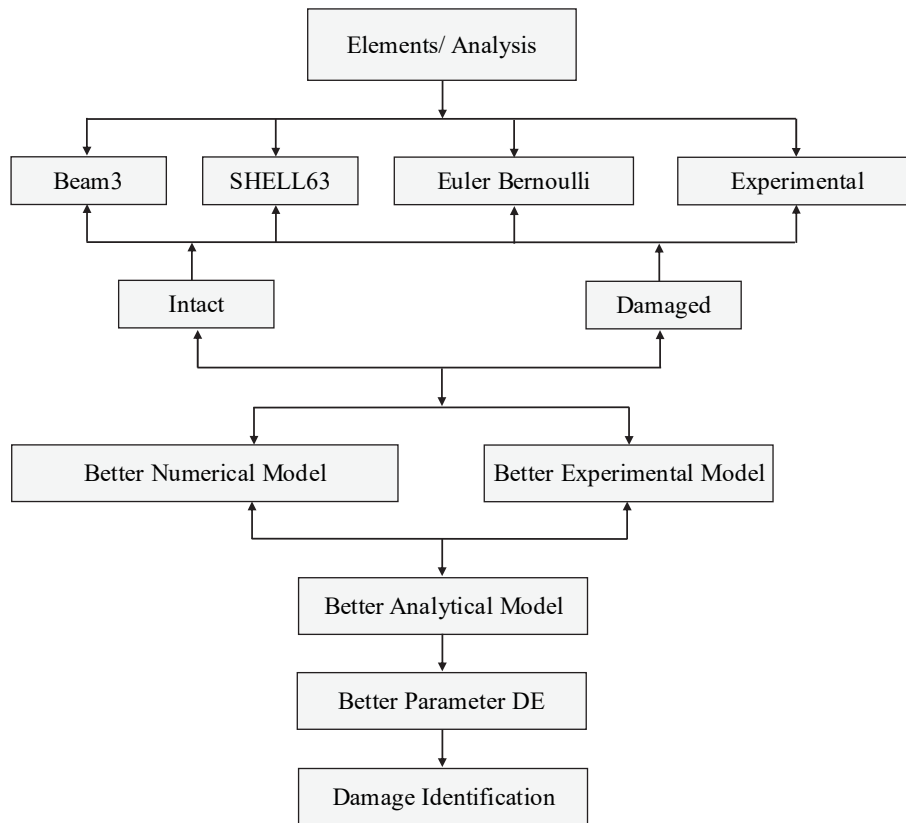 Elements/ Analysis
Beam3
SHELL63
Euler Bernoulli
Experimental
Intact
Damaged
Better Numerical Model
Better Experimental Model
Better Analytical Model
Better Parameter DE
Damage Identification